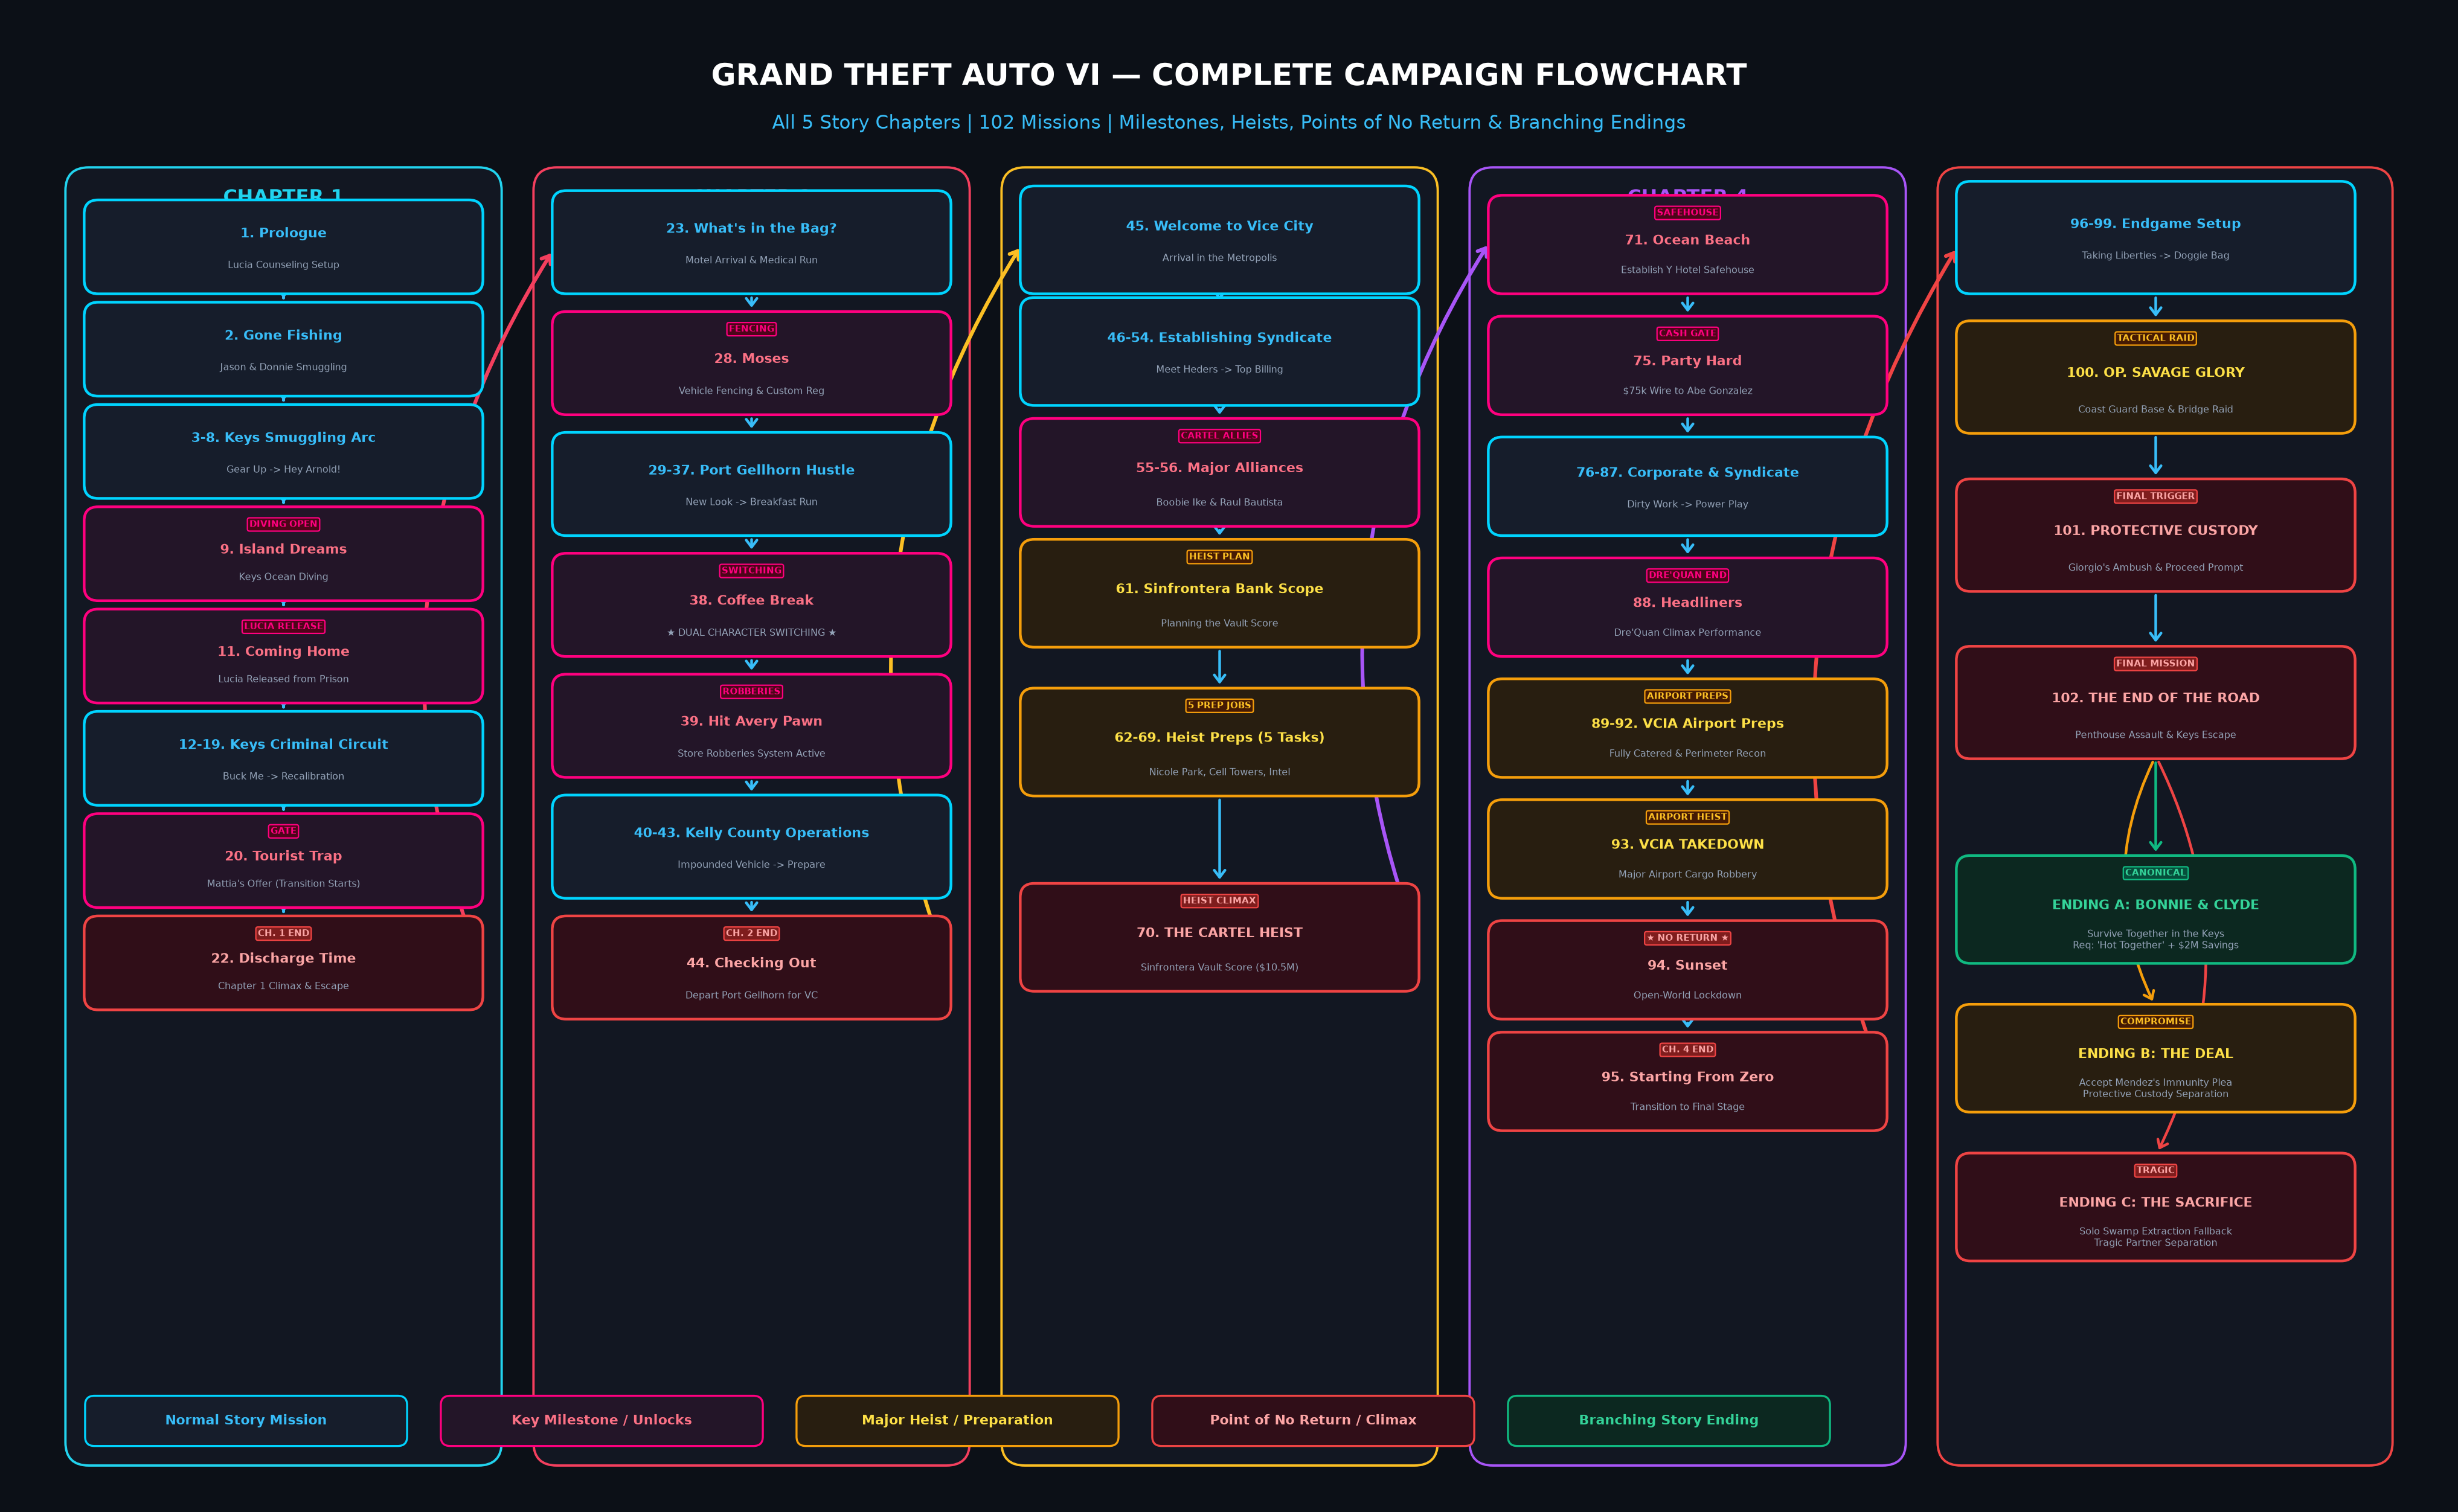 GRAND THEFT AUTO VI — COMPLETE CAMPAIGN FLOWCHART
All 5 Story Chapters | 102 Missions | Milestones, Heists, Points of No Return & Branching Endings
CHAPTER 1
1. Prologue
Lucia Counseling Setup
2. Gone Fishing
Jason & Donnie Smuggling
3-8. Keys Smuggling Arc
Gear Up -> Hey Arnold!
DIVING OPEN
9. Island Dreams
Keys Ocean Diving
LUCIA RELEASE
11. Coming Home
Lucia Released from Prison
12-19. Keys Criminal Circuit
Buck Me -> Recalibration
GATE
20. Tourist Trap
Mattia's Offer (Transition Starts)
CH. 1 END
22. Discharge Time
Chapter 1 Climax & Escape
23. What's in the Bag?
Motel Arrival & Medical Run
FENCING
28. Moses
Vehicle Fencing & Custom Reg
29-37. Port Gellhorn Hustle
New Look -> Breakfast Run
SWITCHING
38. Coffee Break
★ DUAL CHARACTER SWITCHING ★
ROBBERIES
39. Hit Avery Pawn
Store Robberies System Active
40-43. Kelly County Operations
Impounded Vehicle -> Prepare
CH. 2 END
44. Checking Out
Depart Port Gellhorn for VC
45. Welcome to Vice City
Arrival in the Metropolis
46-54. Establishing Syndicate
Meet Heders -> Top Billing
CARTEL ALLIES
55-56. Major Alliances
Boobie Ike & Raul Bautista
HEIST PLAN
61. Sinfrontera Bank Scope
Planning the Vault Score
5 PREP JOBS
62-69. Heist Preps (5 Tasks)
Nicole Park, Cell Towers, Intel
HEIST CLIMAX
70. THE CARTEL HEIST
Sinfrontera Vault Score ($10.5M)
CHAPTER 4
SAFEHOUSE
71. Ocean Beach
Establish Y Hotel Safehouse
CASH GATE
75. Party Hard
$75k Wire to Abe Gonzalez
76-87. Corporate & Syndicate
Dirty Work -> Power Play
DRE'QUAN END
88. Headliners
Dre'Quan Climax Performance
AIRPORT PREPS
89-92. VCIA Airport Preps
Fully Catered & Perimeter Recon
AIRPORT HEIST
93. VCIA TAKEDOWN
Major Airport Cargo Robbery
★ NO RETURN ★
94. Sunset
Open-World Lockdown
CH. 4 END
95. Starting From Zero
Transition to Final Stage
96-99. Endgame Setup
Taking Liberties -> Doggie Bag
TACTICAL RAID
100. OP. SAVAGE GLORY
Coast Guard Base & Bridge Raid
FINAL TRIGGER
101. PROTECTIVE CUSTODY
Giorgio's Ambush & Proceed Prompt
FINAL MISSION
102. THE END OF THE ROAD
Penthouse Assault & Keys Escape
CANONICAL
ENDING A: BONNIE & CLYDE
Survive Together in the Keys
Req: 'Hot Together' + $2M Savings
COMPROMISE
ENDING B: THE DEAL
Accept Mendez's Immunity Plea
Protective Custody Separation
TRAGIC
ENDING C: THE SACRIFICE
Solo Swamp Extraction Fallback
Tragic Partner Separation
Normal Story Mission
Key Milestone / Unlocks
Major Heist / Preparation
Point of No Return / Climax
Branching Story Ending